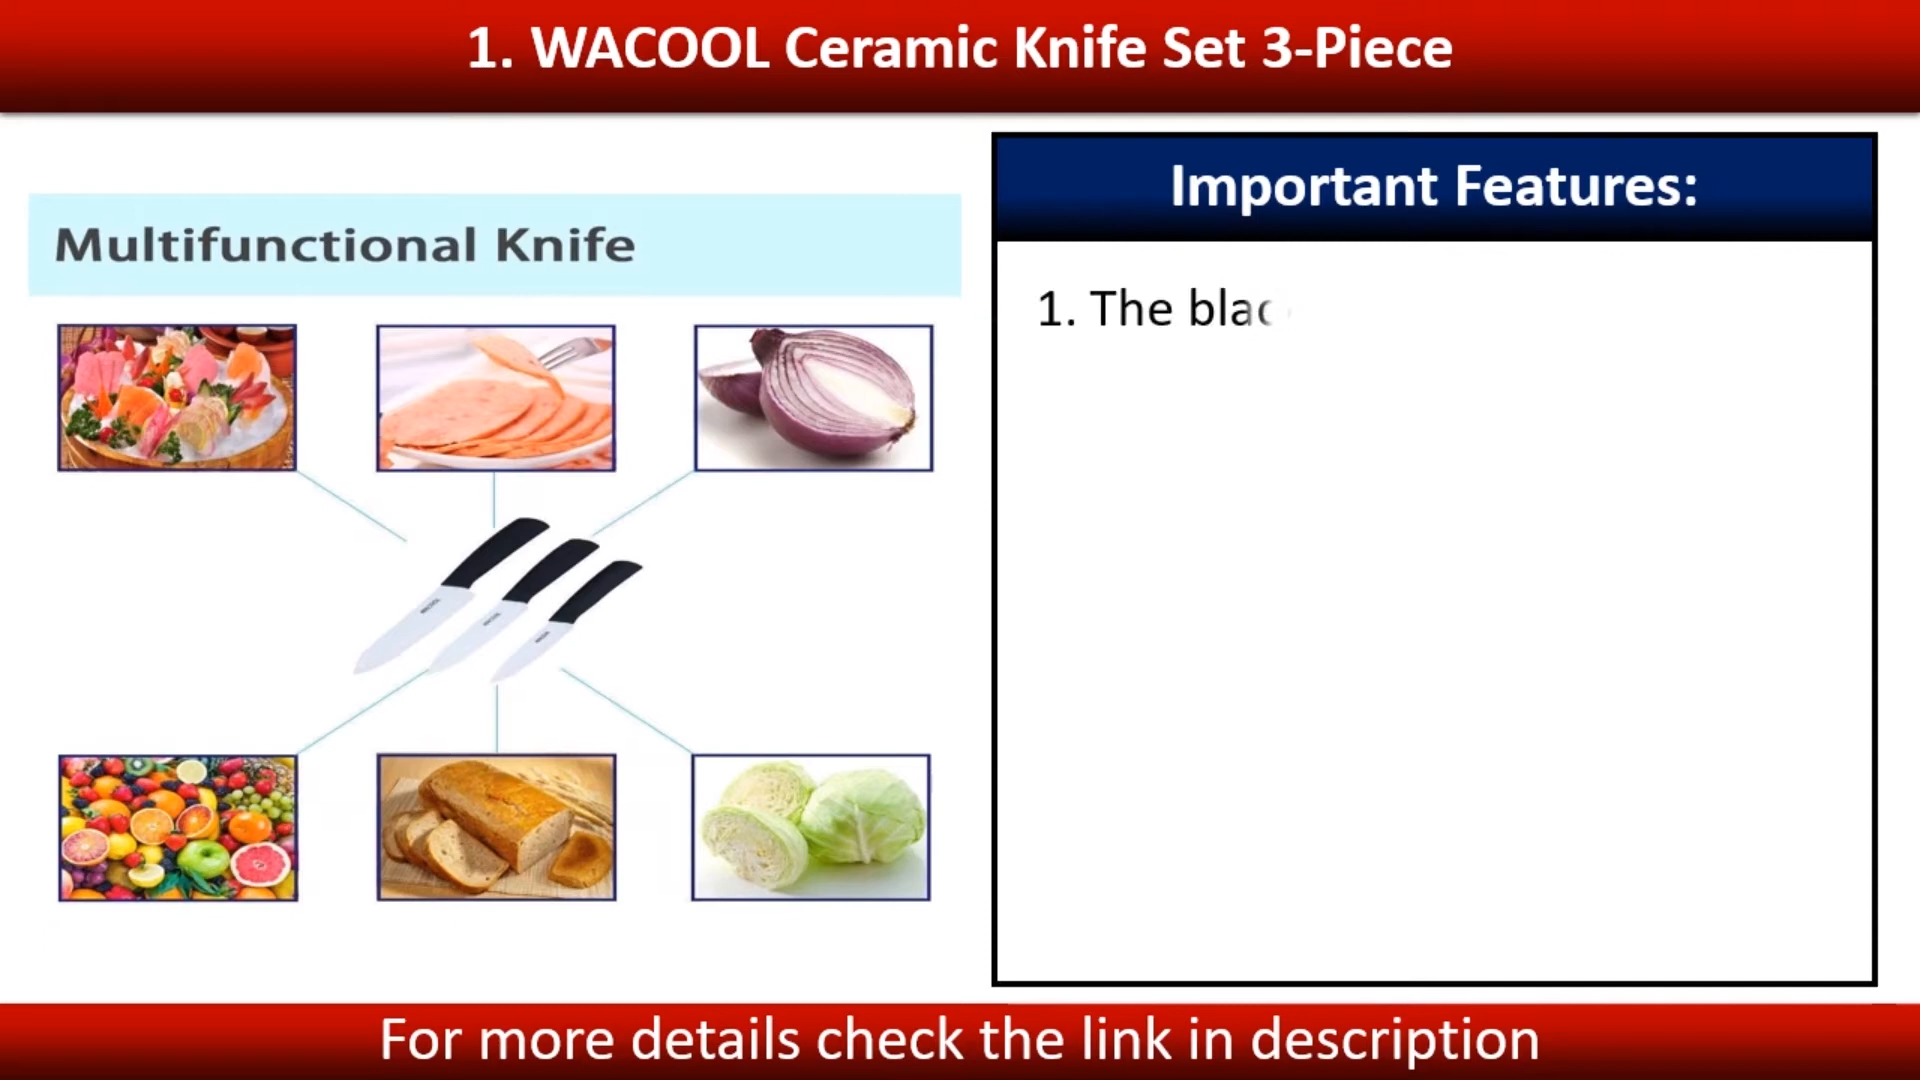 1. WACOOL Ceramic Knife Set 3-Piece
Multifunctional Knife
Important Features:
1. The blac
For more details check the link in description